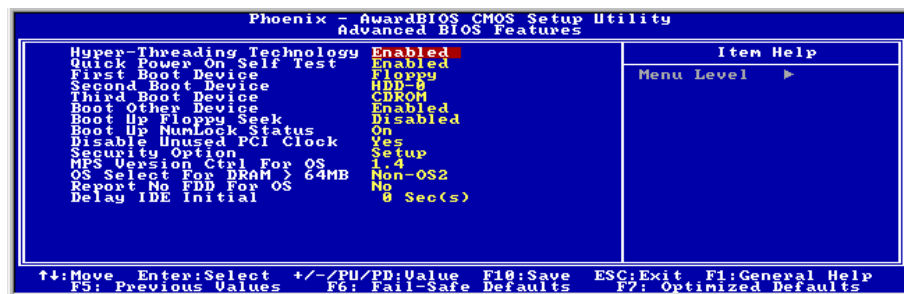 Phoenix - AwardBIOS CMOS Setup Utility
Advanced BIOS Features
Hyper-Threading Technology Enabled
Quick Power On Self Test Enabled
First Boot Device Floppy
Second Boot Device HDD-0
Third Boot Device CDROM
Boot Other Device Enabled
Boot Up Floppy Seek Disabled
Boot Up NumLock Status On
Disable Unused PCI Clock Yes
Security Option Setup
MPS Version Ctrl For OS 1.4
OS Select For DRAM > 64MB Non-OS2
Report No FDD For OS No
Delay IDE Initial 0 Sec(s)
Item Help
Menu Level ►
↑↓:Move Enter:Select +/-/PU/PD:Value F10:Save ESC:Exit F1:General Help
F5: Previous Values F6: Fail-Safe Defaults F7: Optimized Defaults